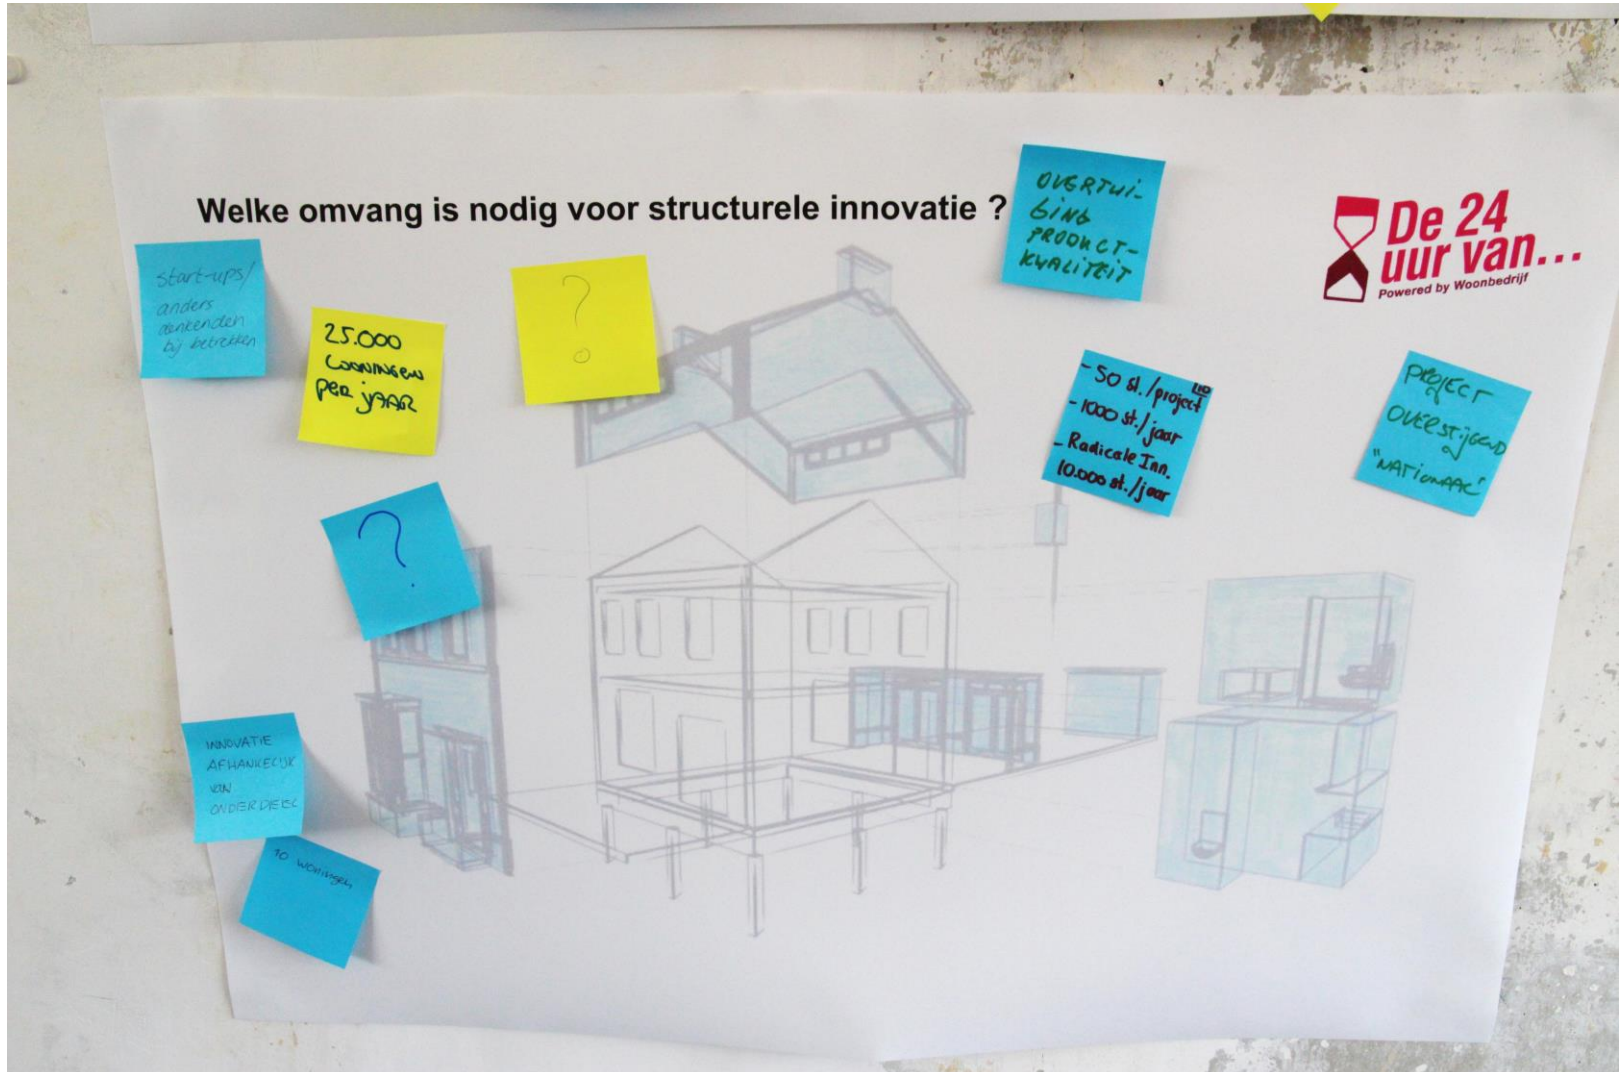 Welke omvang is nodig voor structurele innovatie ?
OVERTUI-
GING
PRODUCT-
KWALITEIT
De 24
uur van...
Powered by Woonbedrijf
start-ups/
anders
denkenden
bij betrekken
25.000
WONINGEN
PER JAAR
?
- 50 st./project
- 1000 st./jaar
- Radicale Inn.
10.000 st./jaar
PROJECT
OVERSTIJGEND
"NATIONAAL"
?
INNOVATIE
AFHANKELIJK
VAN
ONDERDEEL
10 woningen